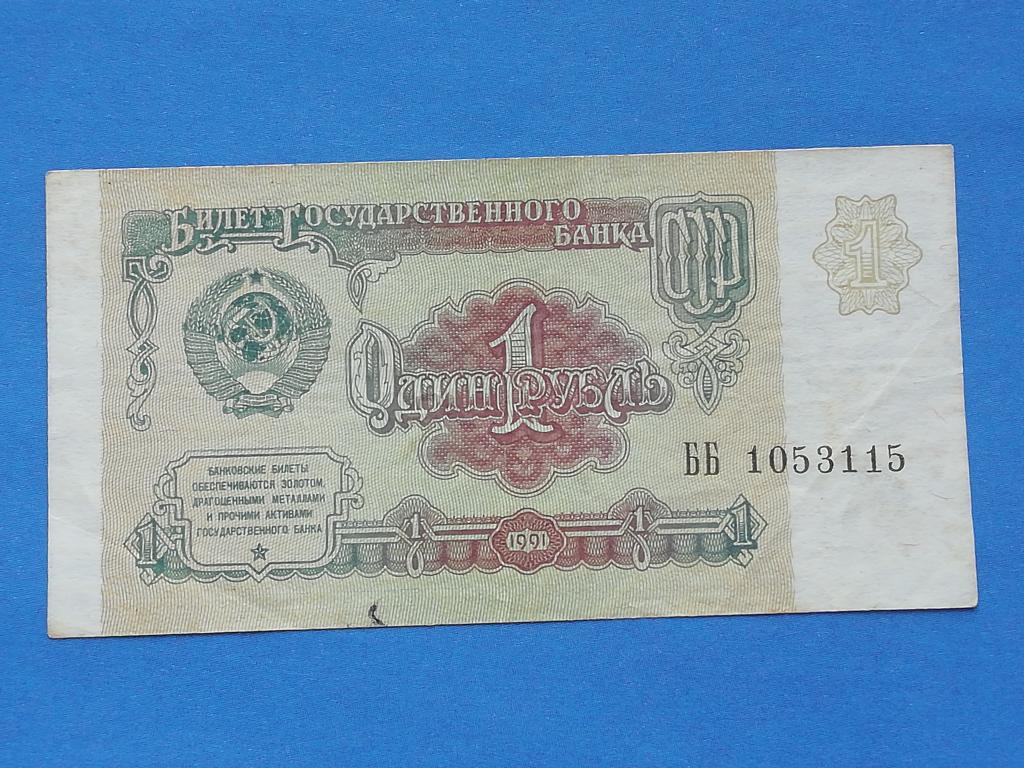 БИЛЕТ ГОСУДАРСТВЕННОГО
БАНКА СССР
1
1
ОДИН РУБЛЬ
ББ 1053115
БАНКОВСКИЕ БИЛЕТЫ
ОБЕСПЕЧИВАЮТСЯ ЗОЛОТОМ,
ДРАГОЦЕННЫМИ МЕТАЛЛАМИ
И ПРОЧИМИ АКТИВАМИ
ГОСУДАРСТВЕННОГО БАНКА
1 1 1991 1 1